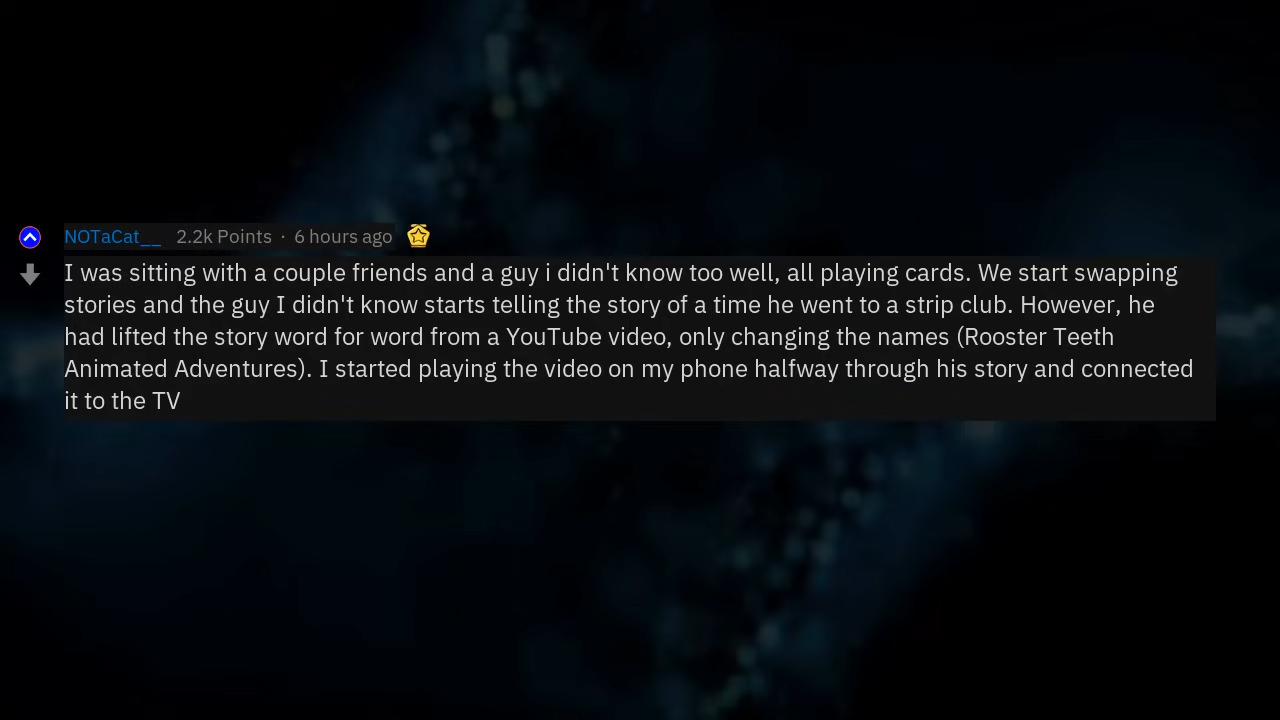 NOTaCat__ 2.2k Points · 6 hours ago
I was sitting with a couple friends and a guy i didn't know too well, all playing cards. We start swapping
stories and the guy I didn't know starts telling the story of a time he went to a strip club. However, he
had lifted the story word for word from a YouTube video, only changing the names (Rooster Teeth
Animated Adventures). I started playing the video on my phone halfway through his story and connected
it to the TV